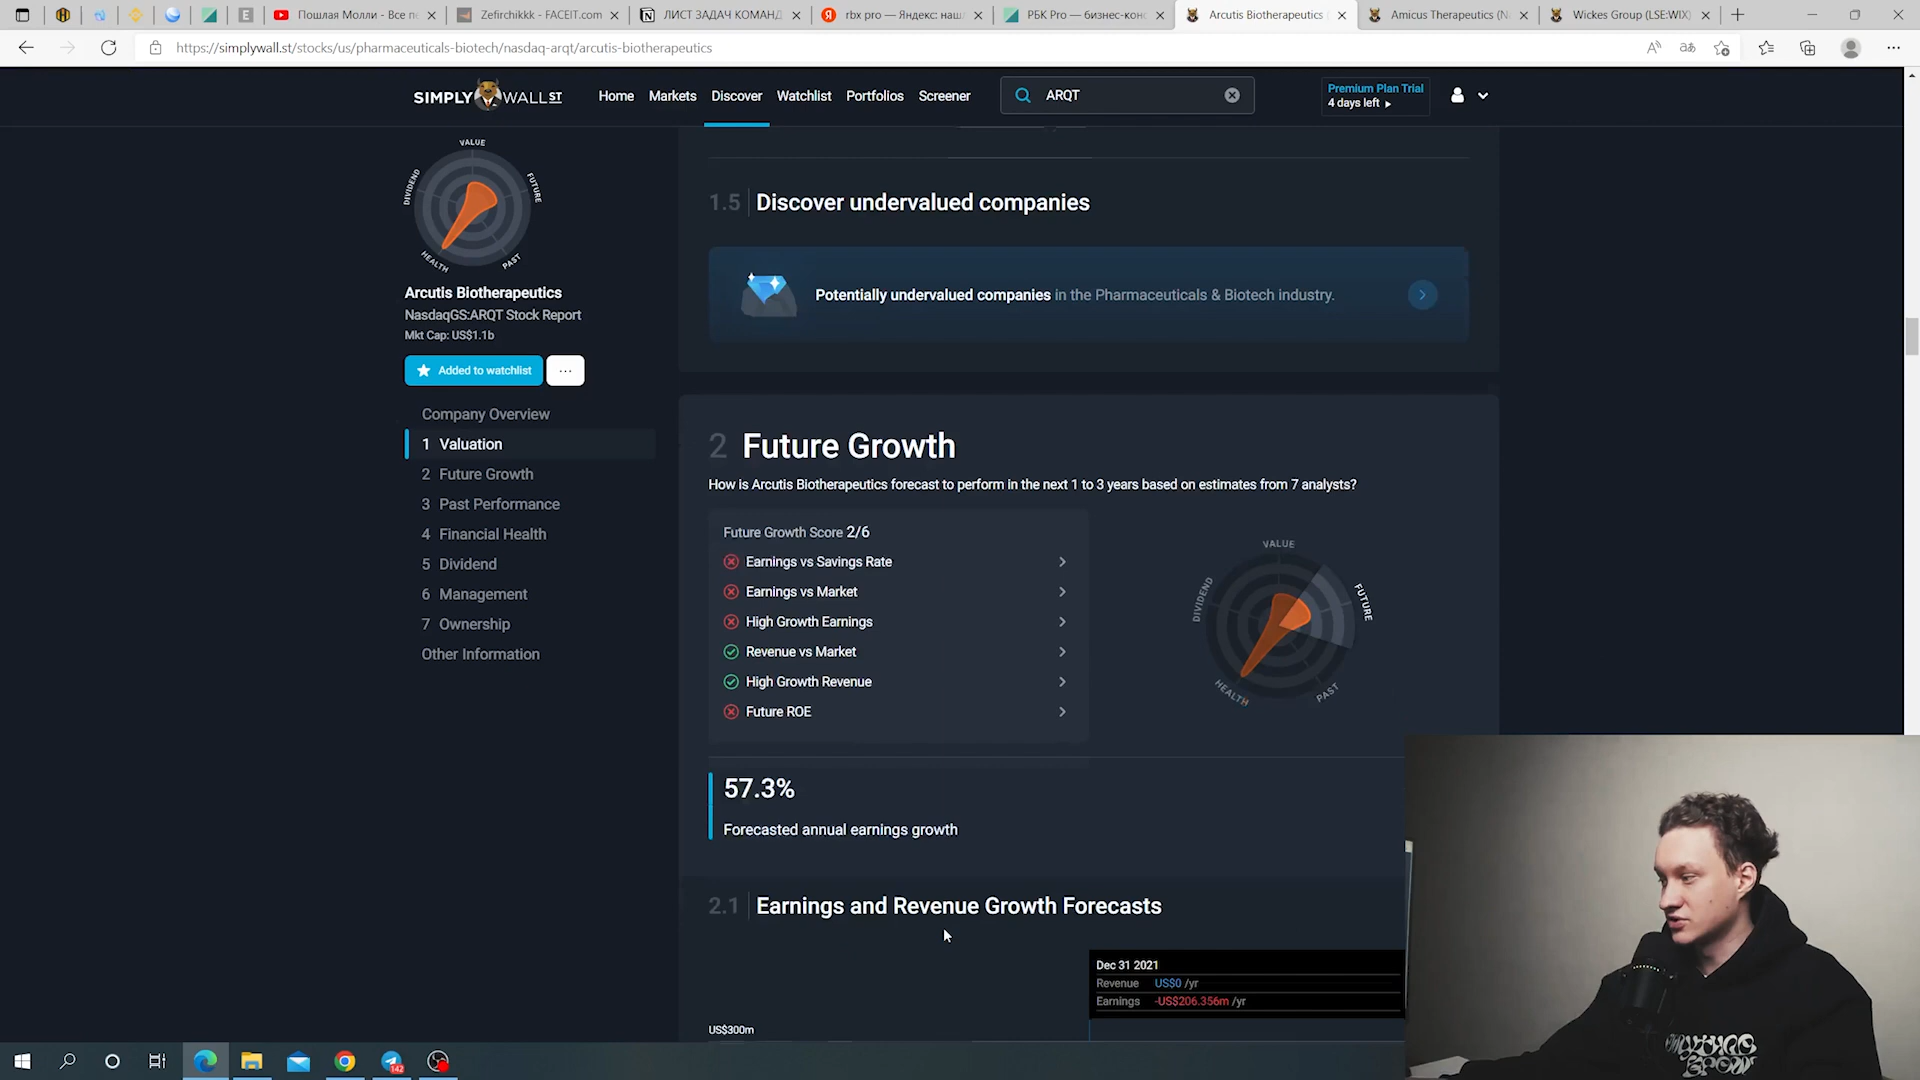 Пошлая Молли - Все пе
Zefirchikkk - FACEIT.com
ЛИСТ ЗАДАЧ КОМАНД
rbx pro — Яндекс: наш
РБК Pro — бизнес-кон
Arcutis Biotherapeutics
Amicus Therapeutics (N
Wickes Group (LSE:WIX)
https://simplywall.st/stocks/us/pharmaceuticals-biotech/nasdaq-arqt/arcutis-biotherapeutics
SIMPLY WALL ST
Home
Markets
Discover
Watchlist
Portfolios
Screener
ARQT
Premium Plan Trial
4 days left
VALUE
FUTURE
PAST
HEALTH
DIVIDEND
Arcutis Biotherapeutics
NasdaqGS:ARQT Stock Report
Mkt Cap: US$1.1b
Added to watchlist
Company Overview
1 Valuation
2 Future Growth
3 Past Performance
4 Financial Health
5 Dividend
6 Management
7 Ownership
Other Information
1.5 Discover undervalued companies
Potentially undervalued companies in the Pharmaceuticals & Biotech industry.
2 Future Growth
How is Arcutis Biotherapeutics forecast to perform in the next 1 to 3 years based on estimates from 7 analysts?
Future Growth Score 2/6
Earnings vs Savings Rate
Earnings vs Market
High Growth Earnings
Revenue vs Market
High Growth Revenue
Future ROE
VALUE
FUTURE
PAST
HEALTH
DIVIDEND
57.3%
Forecasted annual earnings growth
2.1 Earnings and Revenue Growth Forecasts
Dec 31 2021
Revenue US$0 /yr
Earnings -US$206.356m /yr
US$300m
142